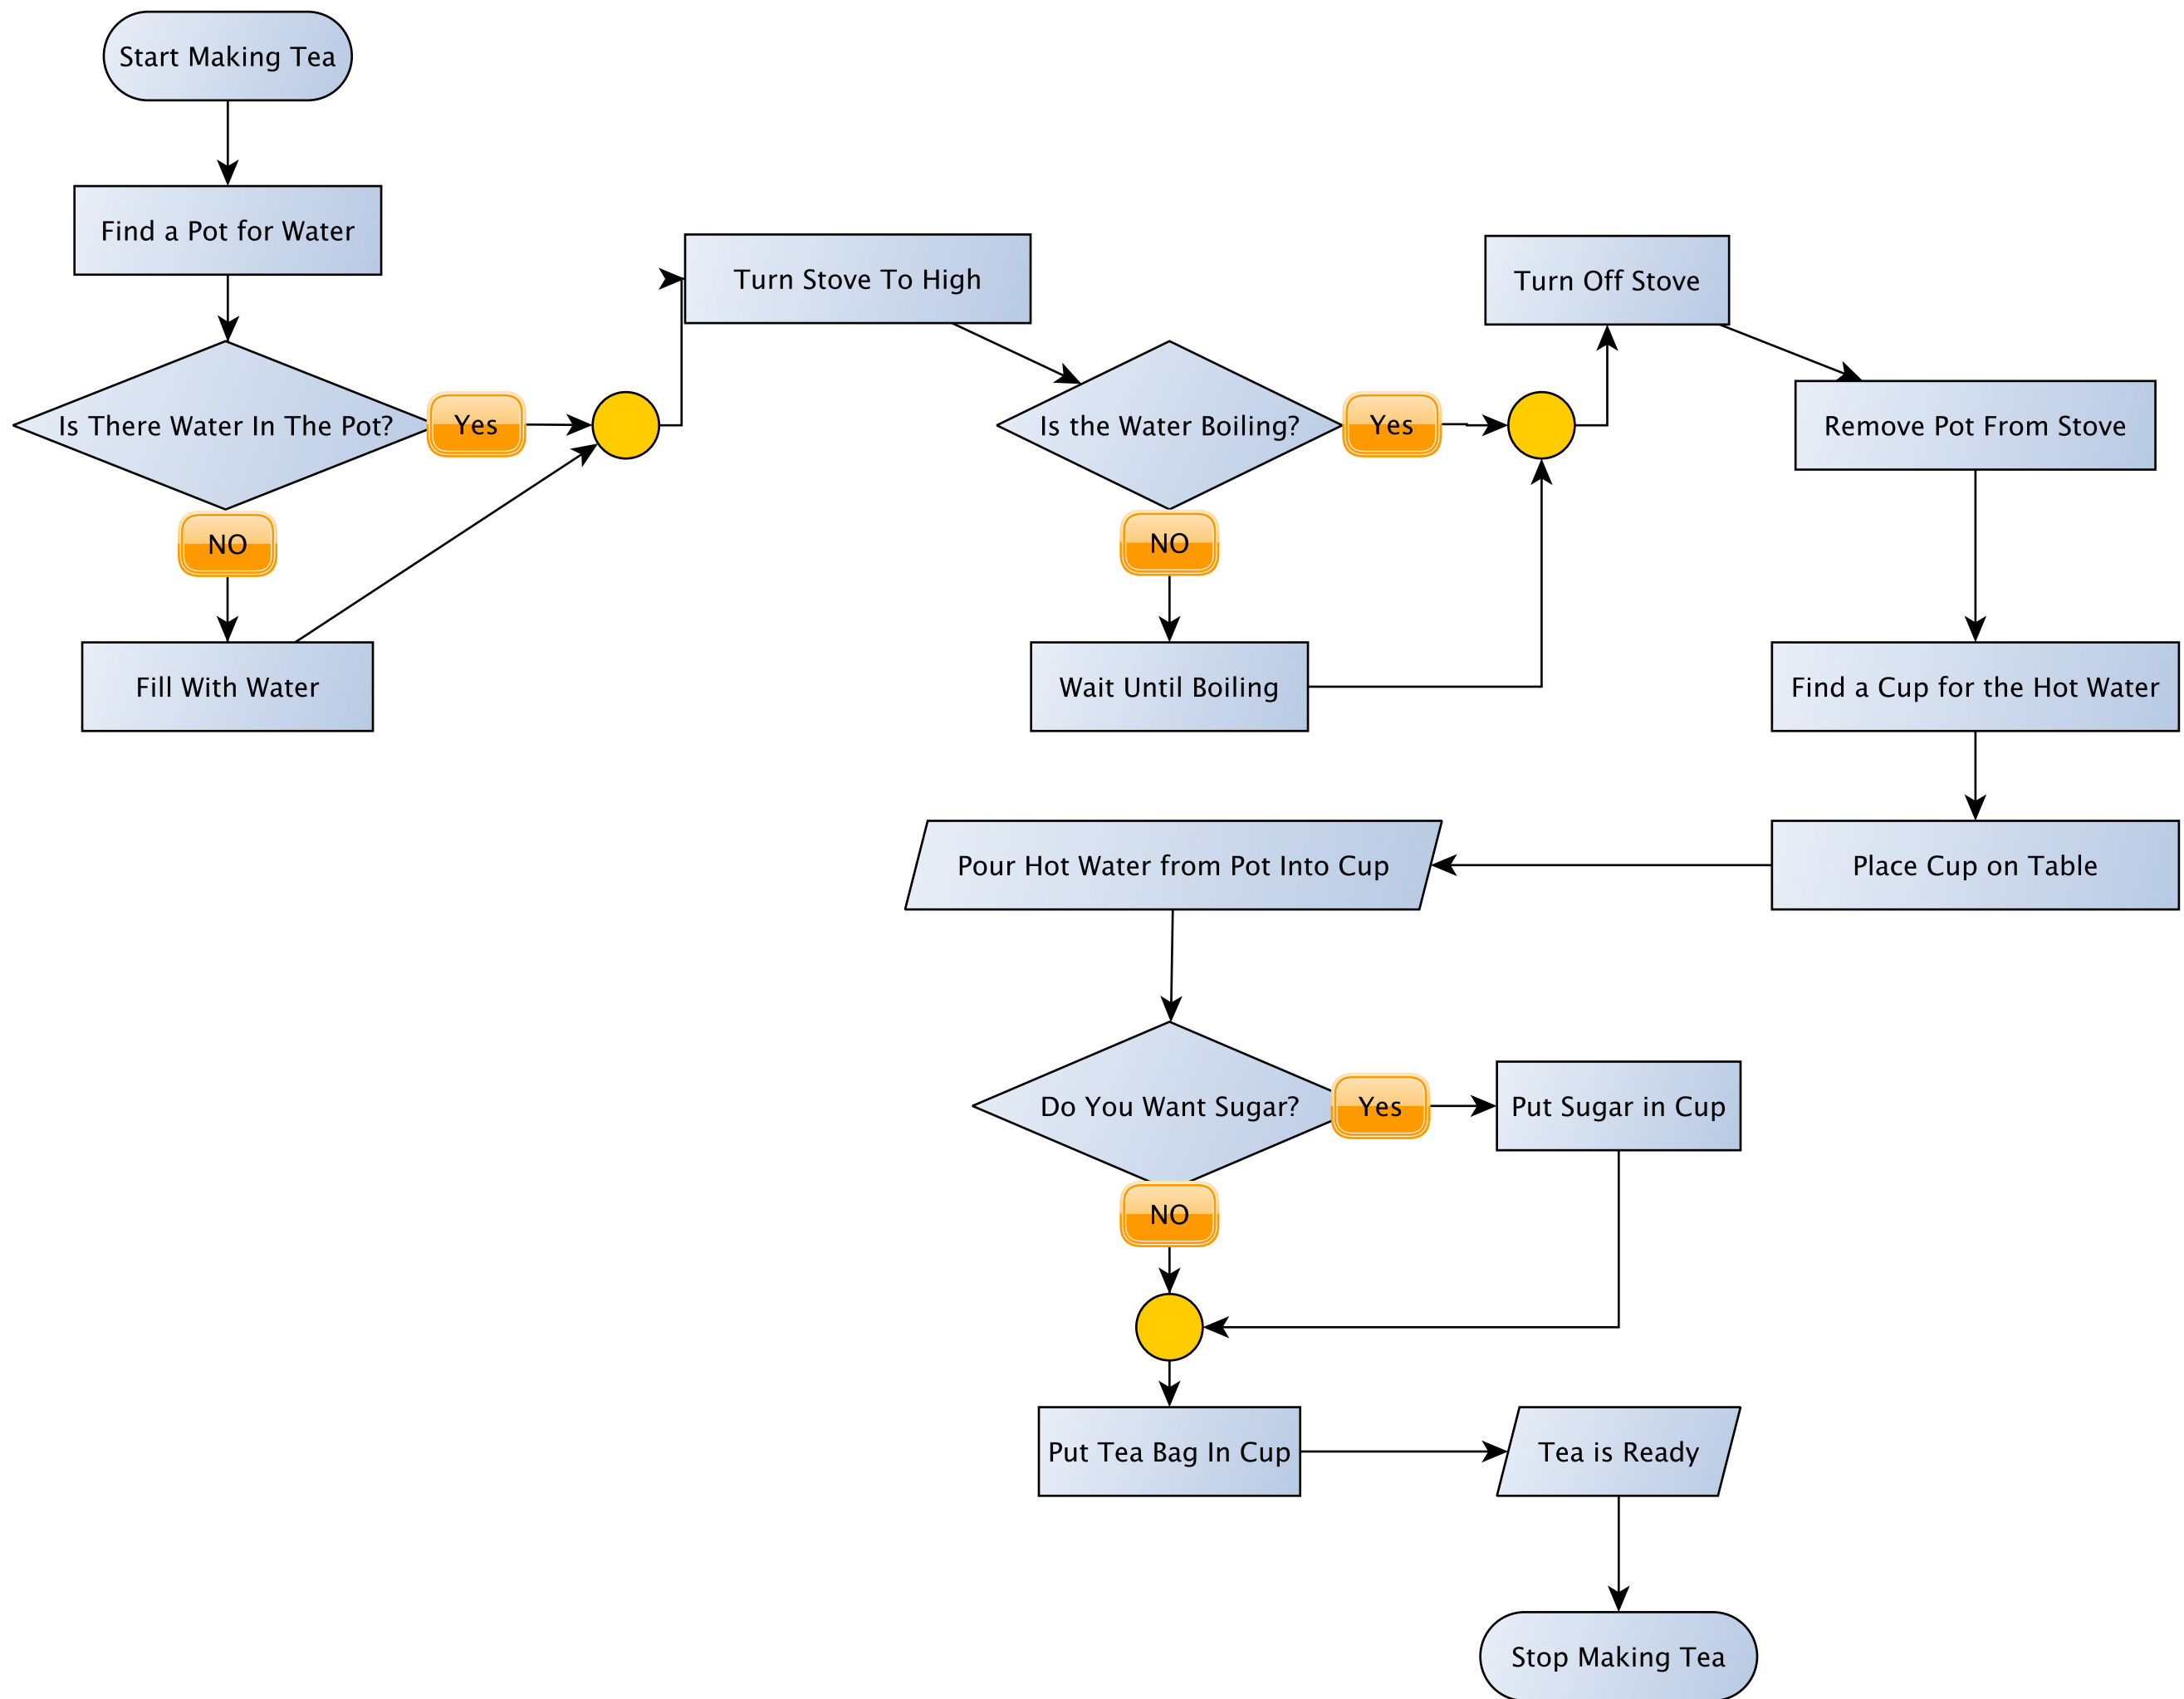 Start Making Tea
Find a Pot for Water
Is There Water In The Pot?
Yes
NO
Fill With Water
Turn Stove To High
Is the Water Boiling?
Yes
NO
Wait Until Boiling
Turn Off Stove
Remove Pot From Stove
Find a Cup for the Hot Water
Place Cup on Table
Pour Hot Water from Pot Into Cup
Do You Want Sugar?
Yes
Put Sugar in Cup
NO
Put Tea Bag In Cup
Tea is Ready
Stop Making Tea